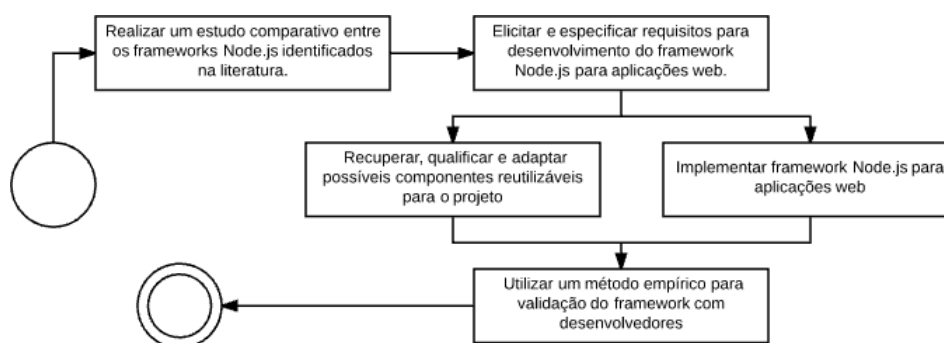 Realizar um estudo comparativo entre
os frameworks Node.js identificados
na literatura.
Elicitar e especificar requisitos para
desenvolvimento do framework
Node.js para aplicações web.
Recuperar, qualificar e adaptar
possíveis componentes reutilizáveis
para o projeto
Implementar framework Node.js para
aplicações web
Utilizar um método empírico para
validação do framework com
desenvolvedores